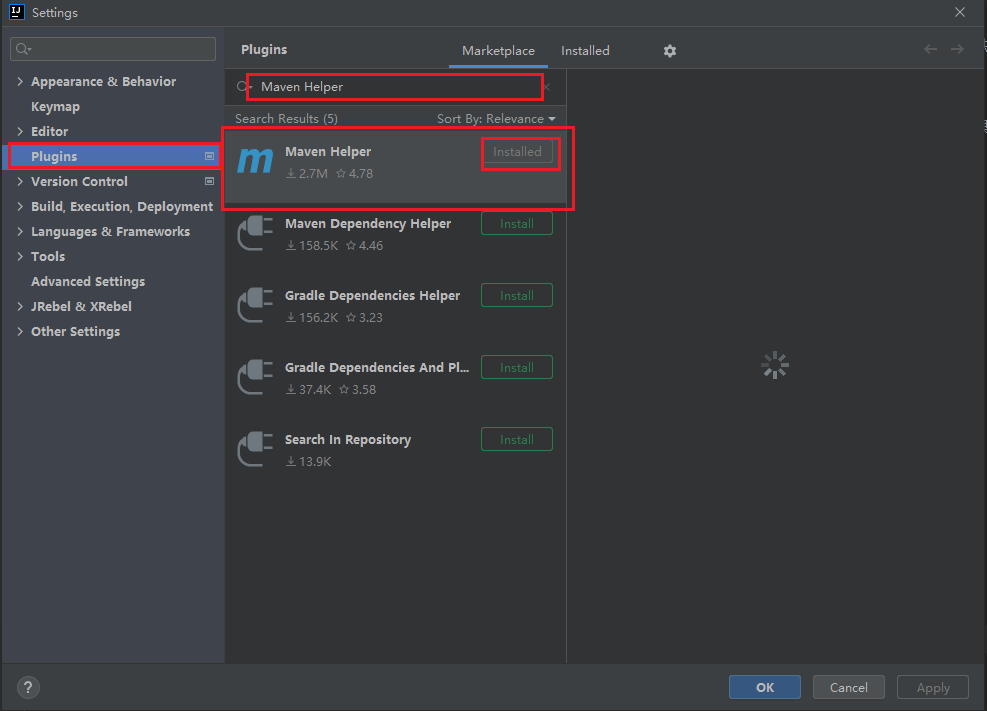 Settings
Plugins
Marketplace
Installed
Appearance & Behavior
Keymap
Editor
Plugins
Version Control
Build, Execution, Deployment
Languages & Frameworks
Tools
Advanced Settings
JRebel & XRebel
Other Settings
Maven Helper
Search Results (5)
Sort By: Relevance
Maven Helper
Installed
2.7M 4.78
Maven Dependency Helper
Install
158.5K 4.46
Gradle Dependencies Helper
Install
156.2K 3.23
Gradle Dependencies And Pl...
Install
37.4K 3.58
Search In Repository
Install
13.9K
?
OK
Cancel
Apply